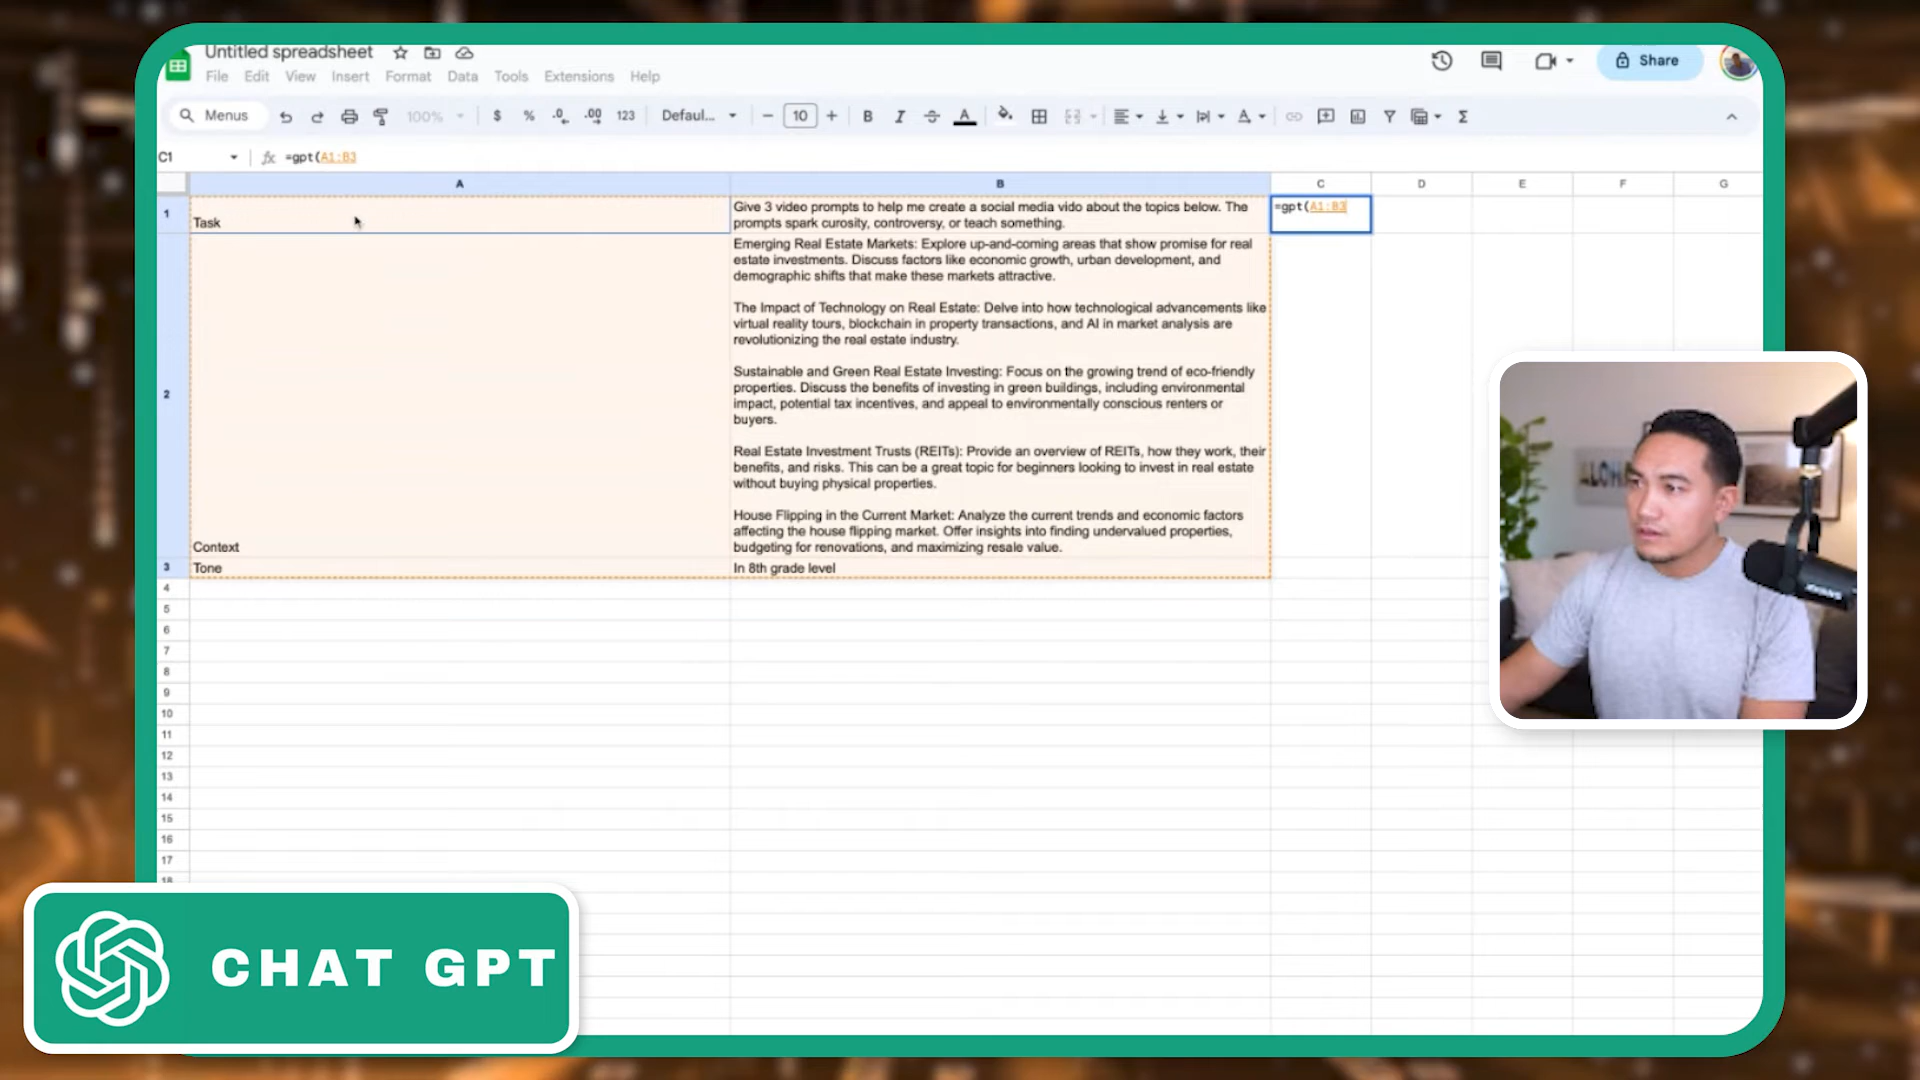 Untitled spreadsheet
File Edit View Insert Format Data Tools Extensions Help
Share
Menus
100%
$ % .0 .00 123
Defaul...
10
B I A
C1
fx =gpt(A1:B3
A B C D E F G
1
Task
Give 3 video prompts to help me create a social media vido about the topics below. The
prompts spark curosity, controversy, or teach something.
=gpt(A1:B3
2
Context
Emerging Real Estate Markets: Explore up-and-coming areas that show promise for real
estate investments. Discuss factors like economic growth, urban development, and
demographic shifts that make these markets attractive.
The Impact of Technology on Real Estate: Delve into how technological advancements like
virtual reality tours, blockchain in property transactions, and AI in market analysis are
revolutionizing the real estate industry.
Sustainable and Green Real Estate Investing: Focus on the growing trend of eco-friendly
properties. Discuss the benefits of investing in green buildings, including environmental
impact, potential tax incentives, and appeal to environmentally conscious renters or
buyers.
Real Estate Investment Trusts (REITs): Provide an overview of REITs, how they work, their
benefits, and risks. This can be a great topic for beginners looking to invest in real estate
without buying physical properties.
House Flipping in the Current Market: Analyze the current trends and economic factors
affecting the house flipping market. Offer insights into finding undervalued properties,
budgeting for renovations, and maximizing resale value.
3
Tone
In 8th grade level
4
5
6
7
8
9
10
11
12
13
14
15
16
17
18
CHAT GPT